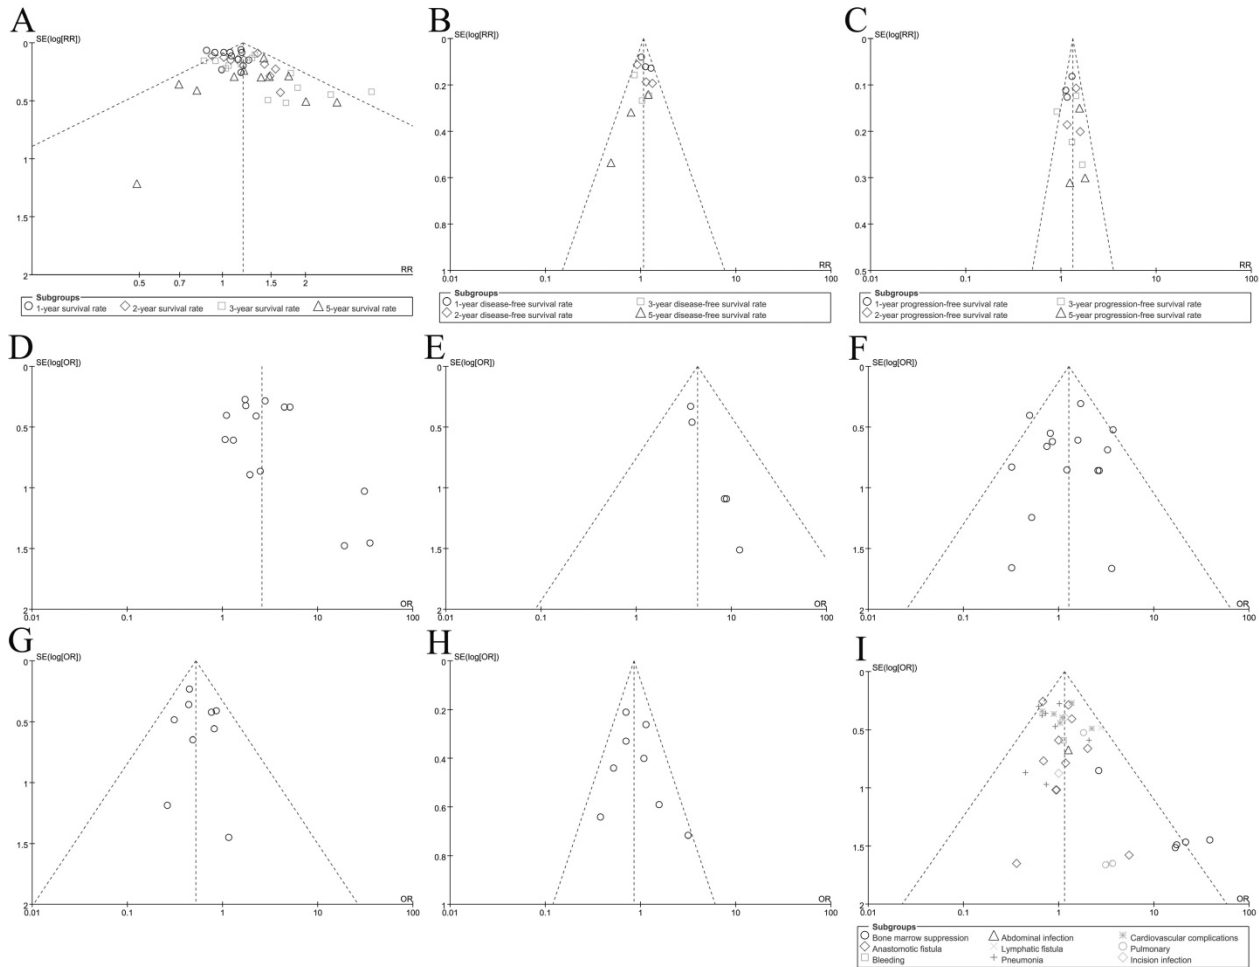 A
SE(log[RR])
0
0.5
1
1.5
2
0.5 0.7 1 1.5 2
RR
Subgroups
1-year survival rate 2-year survival rate 3-year survival rate 5-year survival rate
B
SE(log[RR])
0
0.2
0.4
0.6
0.8
1
0.01 0.1 1 10 100
RR
Subgroups
1-year disease-free survival rate 3-year disease-free survival rate
2-year disease-free survival rate 5-year disease-free survival rate
C
SE(log[RR])
0
0.1
0.2
0.3
0.4
0.5
0.01 0.1 1 10 100
RR
Subgroups
1-year progression-free survival rate 3-year progression-free survival rate
2-year progression-free survival rate 5-year progression-free survival rate
D
SE(log[OR])
0
0.5
1
1.5
2
0.01 0.1 1 10 100
OR
E
SE(log[OR])
0
0.5
1
1.5
2
0.01 0.1 1 10 100
OR
F
SE(log[OR])
0
0.5
1
1.5
2
0.01 0.1 1 10 100
OR
G
SE(log[OR])
0
0.5
1
1.5
2
0.01 0.1 1 10 100
OR
H
SE(log[OR])
0
0.2
0.4
0.6
0.8
1
0.01 0.1 1 10 100
OR
I
SE(log[OR])
0
0.5
1
1.5
2
0.01 0.1 1 10 100
OR
Subgroups
Bone marrow suppression Abdominal infection Cardiovascular complications
Anastomotic fistula Lymphatic fistula Pulmonary
Bleeding Pneumonia Incision infection